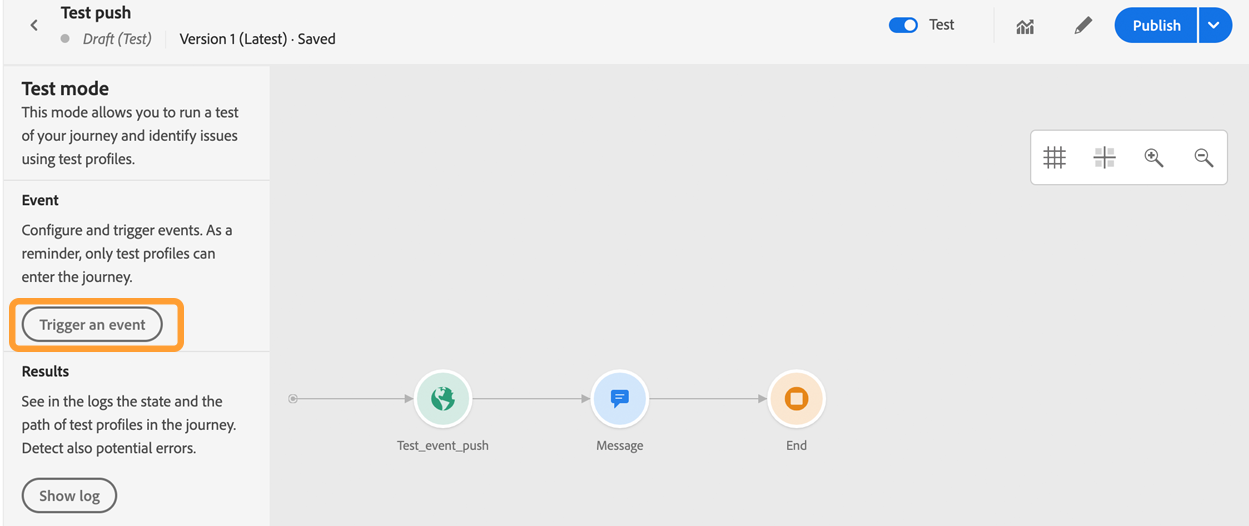 Test push
Draft (Test)
Version 1 (Latest) · Saved
Test
Publish
Test mode
This mode allows you to run a test
of your journey and identify issues
using test profiles.
Event
Configure and trigger events. As a
reminder, only test profiles can
enter the journey.
Trigger an event
Results
See in the logs the state and the
path of test profiles in the journey.
Detect also potential errors.
Show log
Test_event_push
Message
End